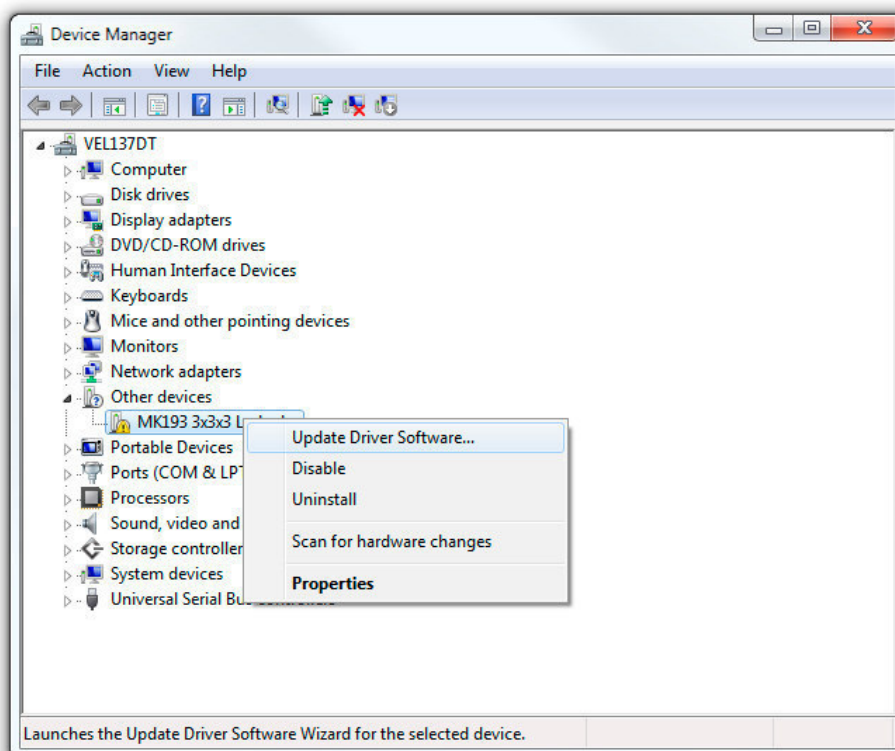 Device Manager
File Action View Help
VEL137DT
Computer
Disk drives
Display adapters
DVD/CD-ROM drives
Human Interface Devices
Keyboards
Mice and other pointing devices
Monitors
Network adapters
Other devices
MK193 3x3x3
Update Driver Software...
Portable Devices
Disable
Ports (COM & LPT
Processors
Uninstall
Sound, video and
Scan for hardware changes
Storage controller
System devices
Properties
Universal Serial
Launches the Update Driver Software Wizard for the selected device.